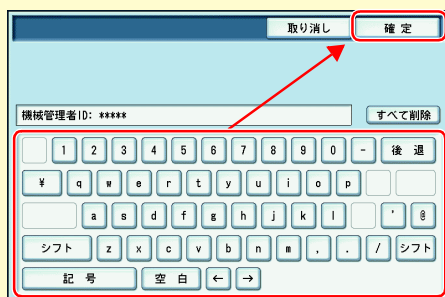 取り消し 確定
機械管理者ID: ***** すべて削除
1 2 3 4 5 6 7 8 9 0 - 後退
¥ q w e r t y u i o p
a s d f g h j k l ' @
シフト z x c v b n m , . / シフト
記号 空白 ← →